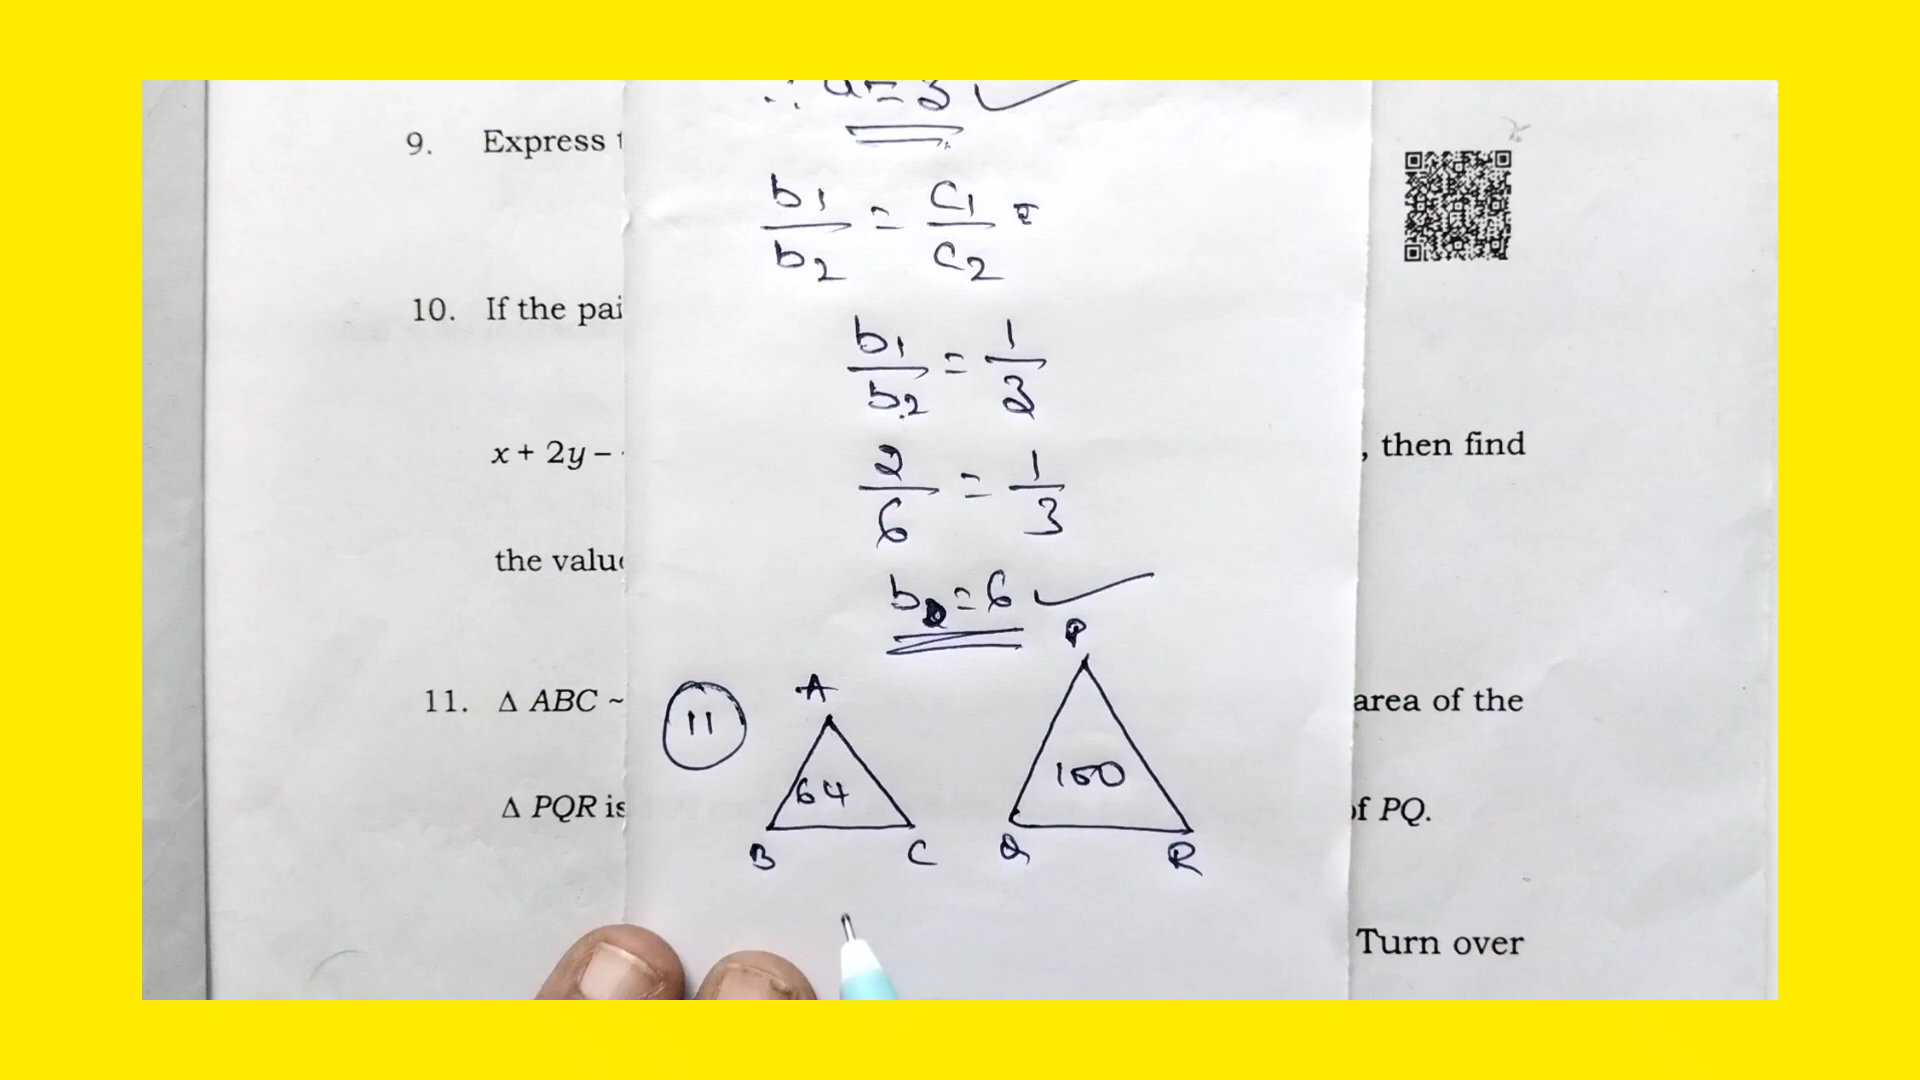 ∴ a = 3
9. Express
b1/b2 = c1/c2 =
10. If the pai
b1/b2 = 1/3
x + 2y – , then find
2/6 = 1/3
the value
b2 = 6
11. Δ ABC ~ area of the
11
A
P
64
100
Δ PQR is of PQ.
B C Q R
Turn over